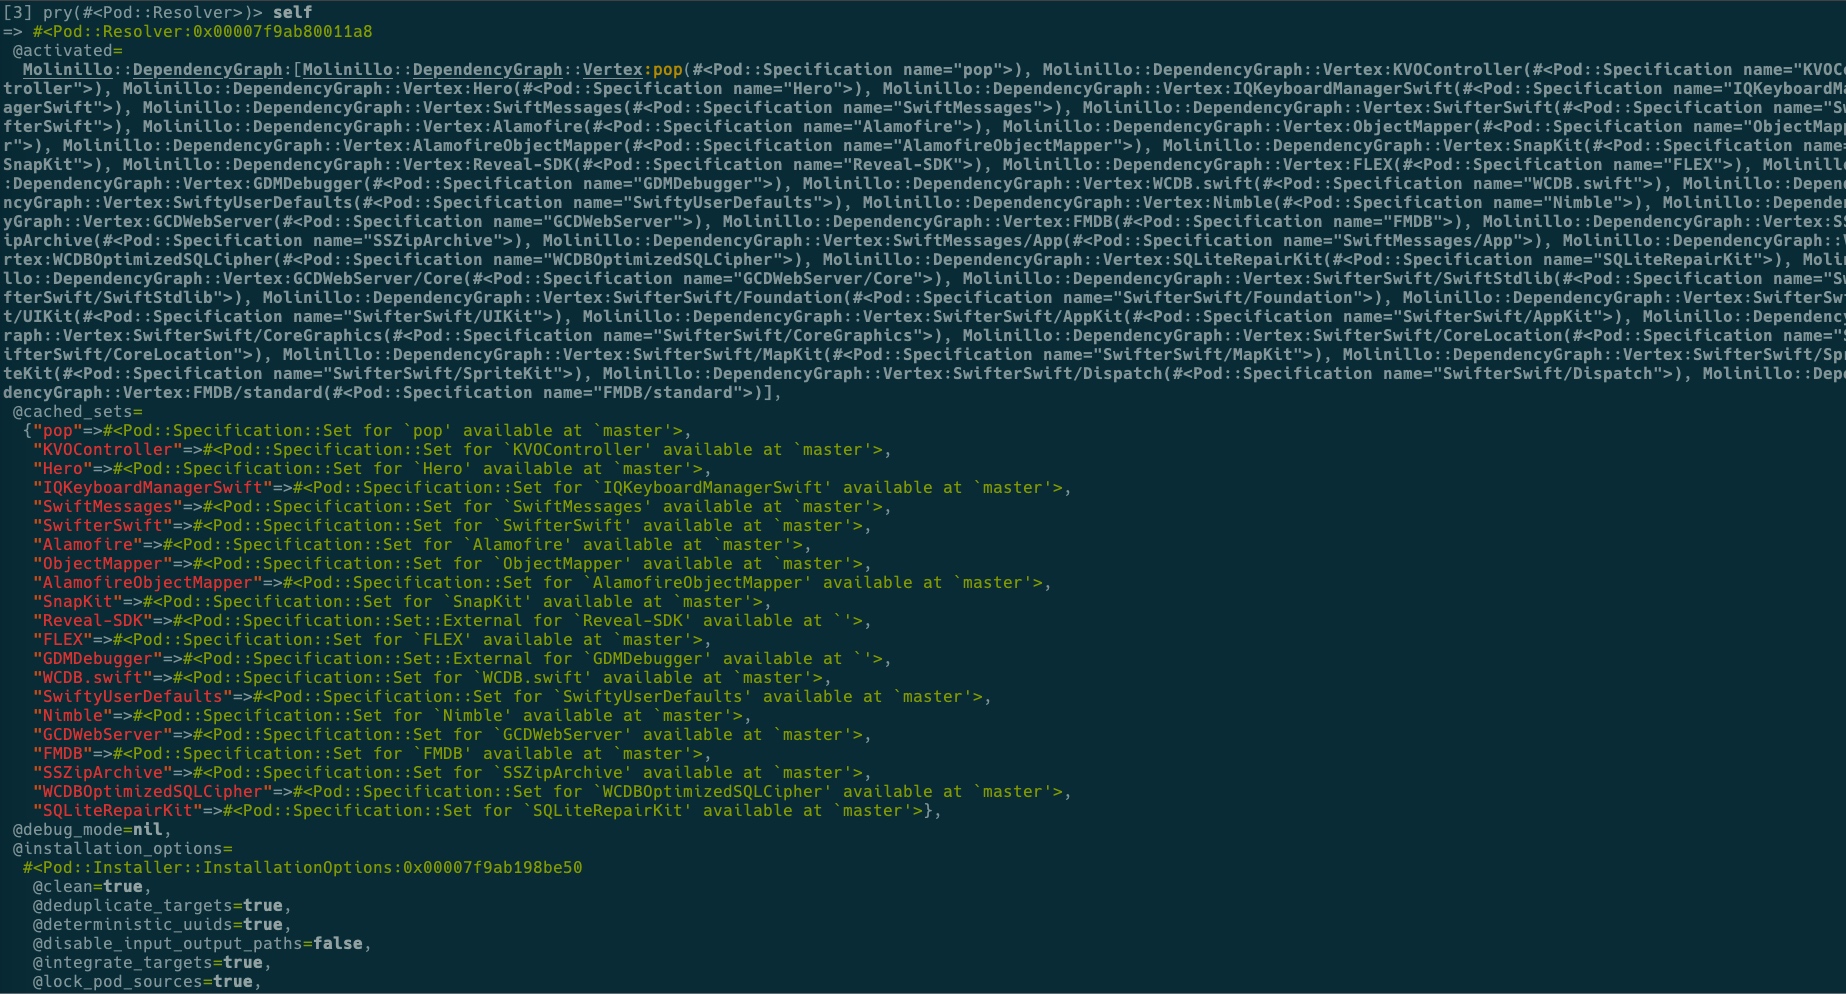 [3] pry(#<Pod::Resolver>)> self
=> #<Pod::Resolver:0x00007f9ab80011a8
 @activated=
  Molinillo::DependencyGraph:[Molinillo::DependencyGraph::Vertex:pop(#<Pod::Specification name="pop">), Molinillo::DependencyGraph::Vertex:KVOController(#<Pod::Specification name="KVOC
troller">), Molinillo::DependencyGraph::Vertex:Hero(#<Pod::Specification name="Hero">), Molinillo::DependencyGraph::Vertex:IQKeyboardManagerSwift(#<Pod::Specification name="IQKeyboardMa
agerSwift">), Molinillo::DependencyGraph::Vertex:SwiftMessages(#<Pod::Specification name="SwiftMessages">), Molinillo::DependencyGraph::Vertex:SwifterSwift(#<Pod::Specification name="Sw
fterSwift">), Molinillo::DependencyGraph::Vertex:Alamofire(#<Pod::Specification name="Alamofire">), Molinillo::DependencyGraph::Vertex:ObjectMapper(#<Pod::Specification name="ObjectMapp
r">), Molinillo::DependencyGraph::Vertex:AlamofireObjectMapper(#<Pod::Specification name="AlamofireObjectMapper">), Molinillo::DependencyGraph::Vertex:SnapKit(#<Pod::Specification name=
SnapKit">), Molinillo::DependencyGraph::Vertex:Reveal-SDK(#<Pod::Specification name="Reveal-SDK">), Molinillo::DependencyGraph::Vertex:FLEX(#<Pod::Specification name="FLEX">), Molinillo
:DependencyGraph::Vertex:GDMDebugger(#<Pod::Specification name="GDMDebugger">), Molinillo::DependencyGraph::Vertex:WCDB.swift(#<Pod::Specification name="WCDB.swift">), Molinillo::Depen
ncyGraph::Vertex:SwiftyUserDefaults(#<Pod::Specification name="SwiftyUserDefaults">), Molinillo::DependencyGraph::Vertex:Nimble(#<Pod::Specification name="Nimble">), Molinillo::Depende
yGraph::Vertex:GCDWebServer(#<Pod::Specification name="GCDWebServer">), Molinillo::DependencyGraph::Vertex:FMDB(#<Pod::Specification name="FMDB">), Molinillo::DependencyGraph::Vertex:SS
ipArchive(#<Pod::Specification name="SSZipArchive">), Molinillo::DependencyGraph::Vertex:SwiftMessages/App(#<Pod::Specification name="SwiftMessages/App">), Molinillo::DependencyGraph::V
rtex:WCDBOptimizedSQLCipher(#<Pod::Specification name="WCDBOptimizedSQLCipher">), Molinillo::DependencyGraph::Vertex:SQLiteRepairKit(#<Pod::Specification name="SQLiteRepairKit">), Molin
llo::DependencyGraph::Vertex:GCDWebServer/Core(#<Pod::Specification name="GCDWebServer/Core">), Molinillo::DependencyGraph::Vertex:SwifterSwift/SwiftStdlib(#<Pod::Specification name="Sw
fterSwift/SwiftStdlib">), Molinillo::DependencyGraph::Vertex:SwifterSwift/Foundation(#<Pod::Specification name="SwifterSwift/Foundation">), Molinillo::DependencyGraph::Vertex:SwifterSw
t/UIKit(#<Pod::Specification name="SwifterSwift/UIKit">), Molinillo::DependencyGraph::Vertex:SwifterSwift/AppKit(#<Pod::Specification name="SwifterSwift/AppKit">), Molinillo::Dependency
raph::Vertex:SwifterSwift/CoreGraphics(#<Pod::Specification name="SwifterSwift/CoreGraphics">), Molinillo::DependencyGraph::Vertex:SwifterSwift/CoreLocation(#<Pod::Specification name="S
ifterSwift/CoreLocation">), Molinillo::DependencyGraph::Vertex:SwifterSwift/MapKit(#<Pod::Specification name="SwifterSwift/MapKit">), Molinillo::DependencyGraph::Vertex:SwifterSwift/Spr
teKit(#<Pod::Specification name="SwifterSwift/SpriteKit">), Molinillo::DependencyGraph::Vertex:SwifterSwift/Dispatch(#<Pod::Specification name="SwifterSwift/Dispatch">), Molinillo::Depe
dencyGraph::Vertex:FMDB/standard(#<Pod::Specification name="FMDB/standard">)],
 @cached_sets=
  {"pop"=>#<Pod::Specification::Set for `pop' available at `master'>,
   "KVOController"=>#<Pod::Specification::Set for `KVOController' available at `master'>,
   "Hero"=>#<Pod::Specification::Set for `Hero' available at `master'>,
   "IQKeyboardManagerSwift"=>#<Pod::Specification::Set for `IQKeyboardManagerSwift' available at `master'>,
   "SwiftMessages"=>#<Pod::Specification::Set for `SwiftMessages' available at `master'>,
   "SwifterSwift"=>#<Pod::Specification::Set for `SwifterSwift' available at `master'>,
   "Alamofire"=>#<Pod::Specification::Set for `Alamofire' available at `master'>,
   "ObjectMapper"=>#<Pod::Specification::Set for `ObjectMapper' available at `master'>,
   "AlamofireObjectMapper"=>#<Pod::Specification::Set for `AlamofireObjectMapper' available at `master'>,
   "SnapKit"=>#<Pod::Specification::Set for `SnapKit' available at `master'>,
   "Reveal-SDK"=>#<Pod::Specification::Set::External for `Reveal-SDK' available at `'>,
   "FLEX"=>#<Pod::Specification::Set for `FLEX' available at `master'>,
   "GDMDebugger"=>#<Pod::Specification::Set::External for `GDMDebugger' available at `'>,
   "WCDB.swift"=>#<Pod::Specification::Set for `WCDB.swift' available at `master'>,
   "SwiftyUserDefaults"=>#<Pod::Specification::Set for `SwiftyUserDefaults' available at `master'>,
   "Nimble"=>#<Pod::Specification::Set for `Nimble' available at `master'>,
   "GCDWebServer"=>#<Pod::Specification::Set for `GCDWebServer' available at `master'>,
   "FMDB"=>#<Pod::Specification::Set for `FMDB' available at `master'>,
   "SSZipArchive"=>#<Pod::Specification::Set for `SSZipArchive' available at `master'>,
   "WCDBOptimizedSQLCipher"=>#<Pod::Specification::Set for `WCDBOptimizedSQLCipher' available at `master'>,
   "SQLiteRepairKit"=>#<Pod::Specification::Set for `SQLiteRepairKit' available at `master'>},
 @debug_mode=nil,
 @installation_options=
  #<Pod::Installer::InstallationOptions:0x00007f9ab198be50
   @clean=true,
   @deduplicate_targets=true,
   @deterministic_uuids=true,
   @disable_input_output_paths=false,
   @integrate_targets=true,
   @lock_pod_sources=true,